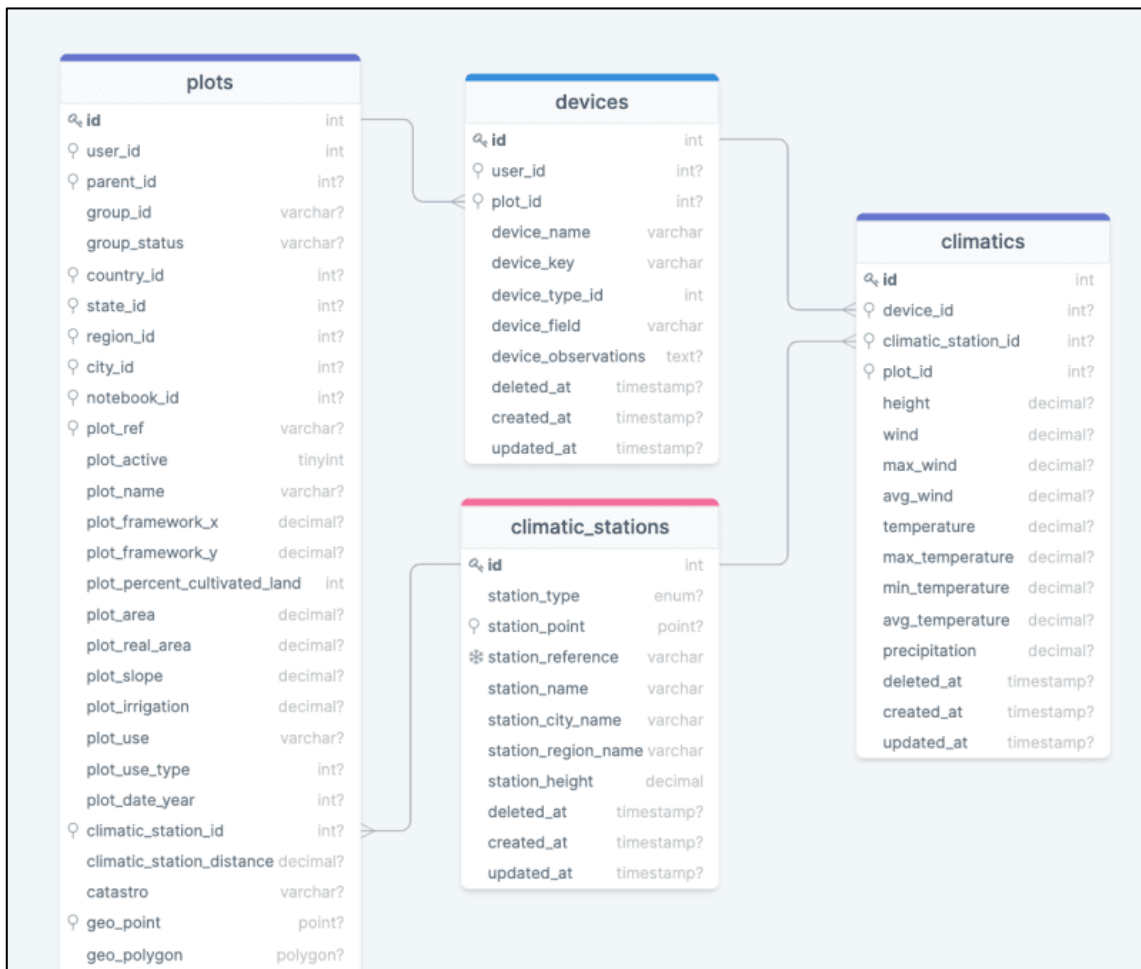 plots
id int
user_id int
parent_id int?
group_id varchar?
group_status varchar?
country_id int?
state_id int?
region_id int?
city_id int?
notebook_id int?
plot_ref varchar?
plot_active tinyint
plot_name varchar?
plot_framework_x decimal?
plot_framework_y decimal?
plot_percent_cultivated_land int
plot_area decimal?
plot_real_area decimal?
plot_slope decimal?
plot_irrigation decimal?
plot_use varchar?
plot_use_type int?
plot_date_year int?
climatic_station_id int?
climatic_station_distance decimal?
catastro varchar?
geo_point point?
geo_polygon polygon?
devices
id int
user_id int?
plot_id int?
device_name varchar
device_key varchar
device_type_id int
device_field varchar
device_observations text?
deleted_at timestamp?
created_at timestamp?
updated_at timestamp?
climatic_stations
id int
station_type enum?
station_point point?
station_reference varchar
station_name varchar
station_city_name varchar
station_region_name varchar
station_height decimal
deleted_at timestamp?
created_at timestamp?
updated_at timestamp?
climatics
id int
device_id int?
climatic_station_id int?
plot_id int?
height decimal?
wind decimal?
max_wind decimal?
avg_wind decimal?
temperature decimal?
max_temperature decimal?
min_temperature decimal?
avg_temperature decimal?
precipitation decimal?
deleted_at timestamp?
created_at timestamp?
updated_at timestamp?